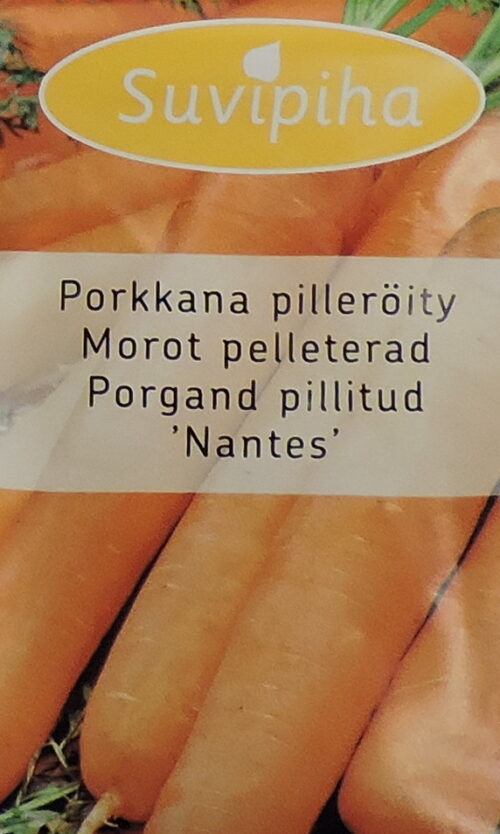 Suvipiha
Porkkana pilleröity
Morot pelleterad
Porgand pillitud
'Nantes'